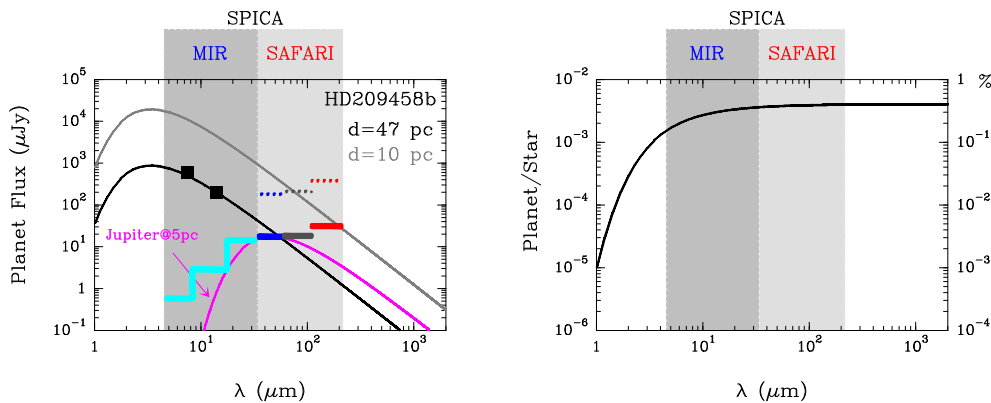 SPICA
MIR SAFARI
10^5
10^4
10^3
10^2
10^1
1
10^-1
Planet Flux (μJy)
HD209458b
d=47 pc
d=10 pc
Jupiter@5pc
1 10^1 10^2 10^3
λ (μm)
SPICA
MIR SAFARI
10^-2
10^-3
10^-4
10^-5
10^-6
Planet/Star
1 %
10^-1
10^-2
10^-3
10^-4
1 10^1 10^2 10^3
λ (μm)